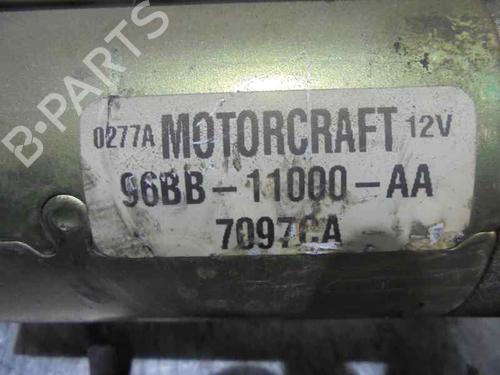 B-PARTS
0277A MOTORCRAFT 12V
96BB-11000-AA
7097CA